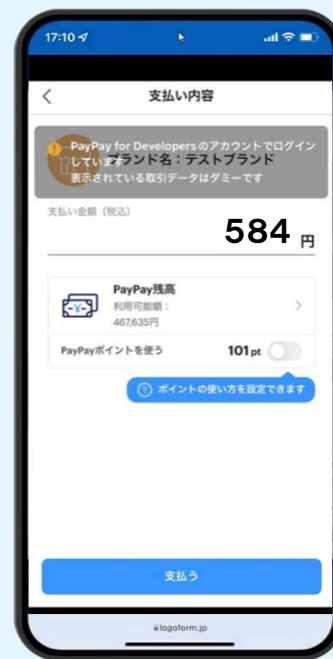 17:10
支払い内容
PayPay for Developersのアカウントでログイン
しています
ブランド名:テストブランド
表示されている取引データはダミーです
支払い金額(税込)
584 円
PayPay残高
利用可能額:
467,635円
PayPayポイントを使う 101 pt
? ポイントの使い方を設定できます
支払う
logoform.jp